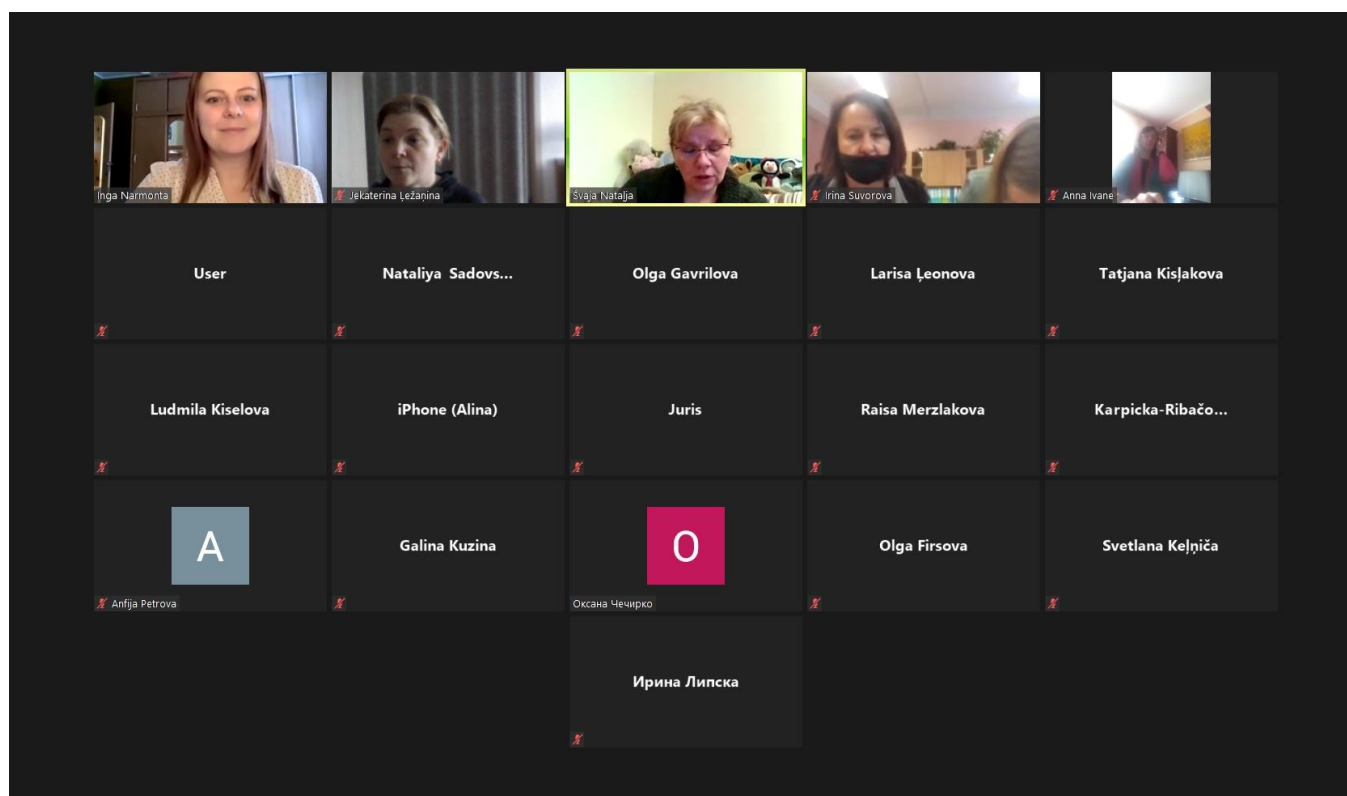 Inga Narmonta
Jekaterina Ležaņina
Švaja Natalja
Irina Suvorova
Anna Ivane
User
Nataliya Sadovs...
Olga Gavrilova
Larisa Ļeonova
Tatjana Kisļakova
Ludmila Kiselova
iPhone (Alina)
Juris
Raisa Merzlakova
Karpicka-Ribačo...
A
Anfija Petrova
Galina Kuzina
O
Оксана Чечирко
Olga Firsova
Svetlana Keļņiča
Ирина Липска